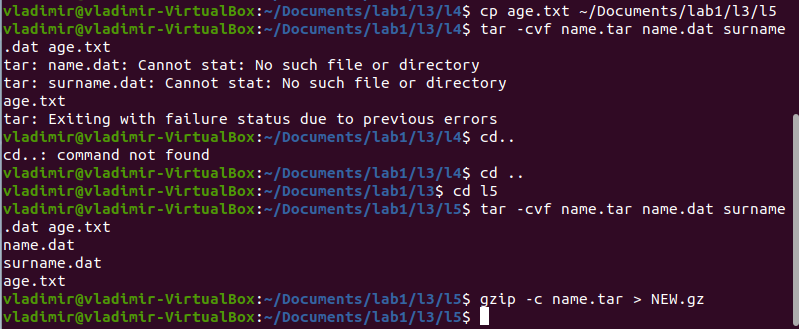 vladimir@vladimir-VirtualBox:~/Documents/lab1/l3/l4$ cp age.txt ~/Documents/lab1/l3/l5
vladimir@vladimir-VirtualBox:~/Documents/lab1/l3/l4$ tar -cvf name.tar name.dat surname
.dat age.txt
tar: name.dat: Cannot stat: No such file or directory
tar: surname.dat: Cannot stat: No such file or directory
age.txt
tar: Exiting with failure status due to previous errors
vladimir@vladimir-VirtualBox:~/Documents/lab1/l3/l4$ cd..
cd..: command not found
vladimir@vladimir-VirtualBox:~/Documents/lab1/l3/l4$ cd ..
vladimir@vladimir-VirtualBox:~/Documents/lab1/l3$ cd l5
vladimir@vladimir-VirtualBox:~/Documents/lab1/l3/l5$ tar -cvf name.tar name.dat surname
.dat age.txt
name.dat
surname.dat
age.txt
vladimir@vladimir-VirtualBox:~/Documents/lab1/l3/l5$ gzip -c name.tar > NEW.gz
vladimir@vladimir-VirtualBox:~/Documents/lab1/l3/l5$